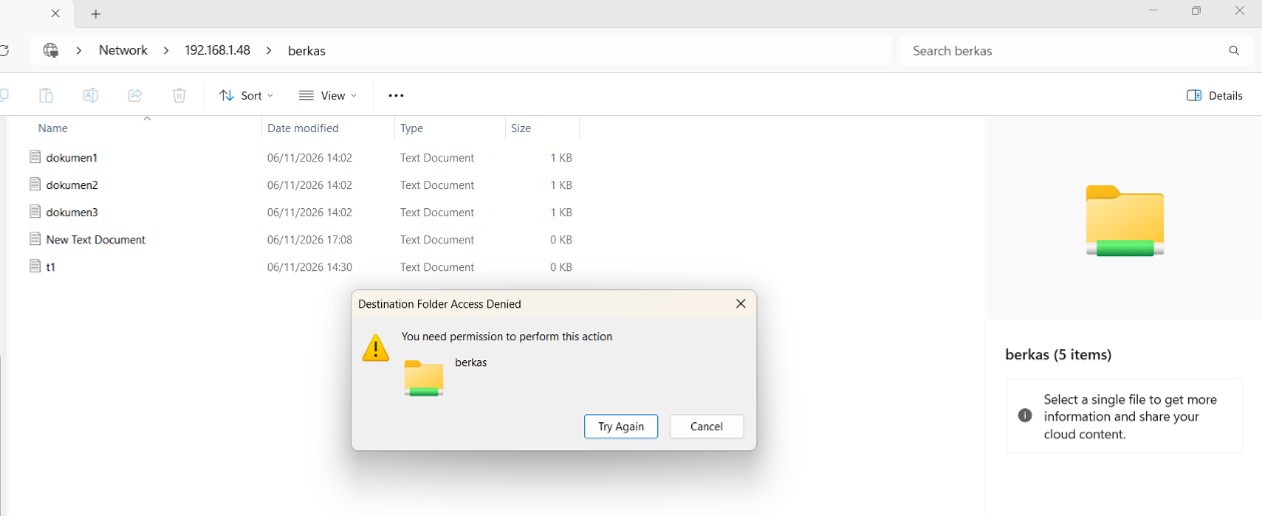 Network > 192.168.1.48 > berkas
Search berkas
Sort
View
Details
Name Date modified Type Size
dokumen1 06/11/2026 14:02 Text Document 1 KB
dokumen2 06/11/2026 14:02 Text Document 1 KB
dokumen3 06/11/2026 14:02 Text Document 1 KB
New Text Document 06/11/2026 17:08 Text Document 0 KB
t1 06/11/2026 14:30 Text Document 0 KB
Destination Folder Access Denied
You need permission to perform this action
berkas
Try Again
Cancel
berkas (5 items)
Select a single file to get more
information and share your
cloud content.